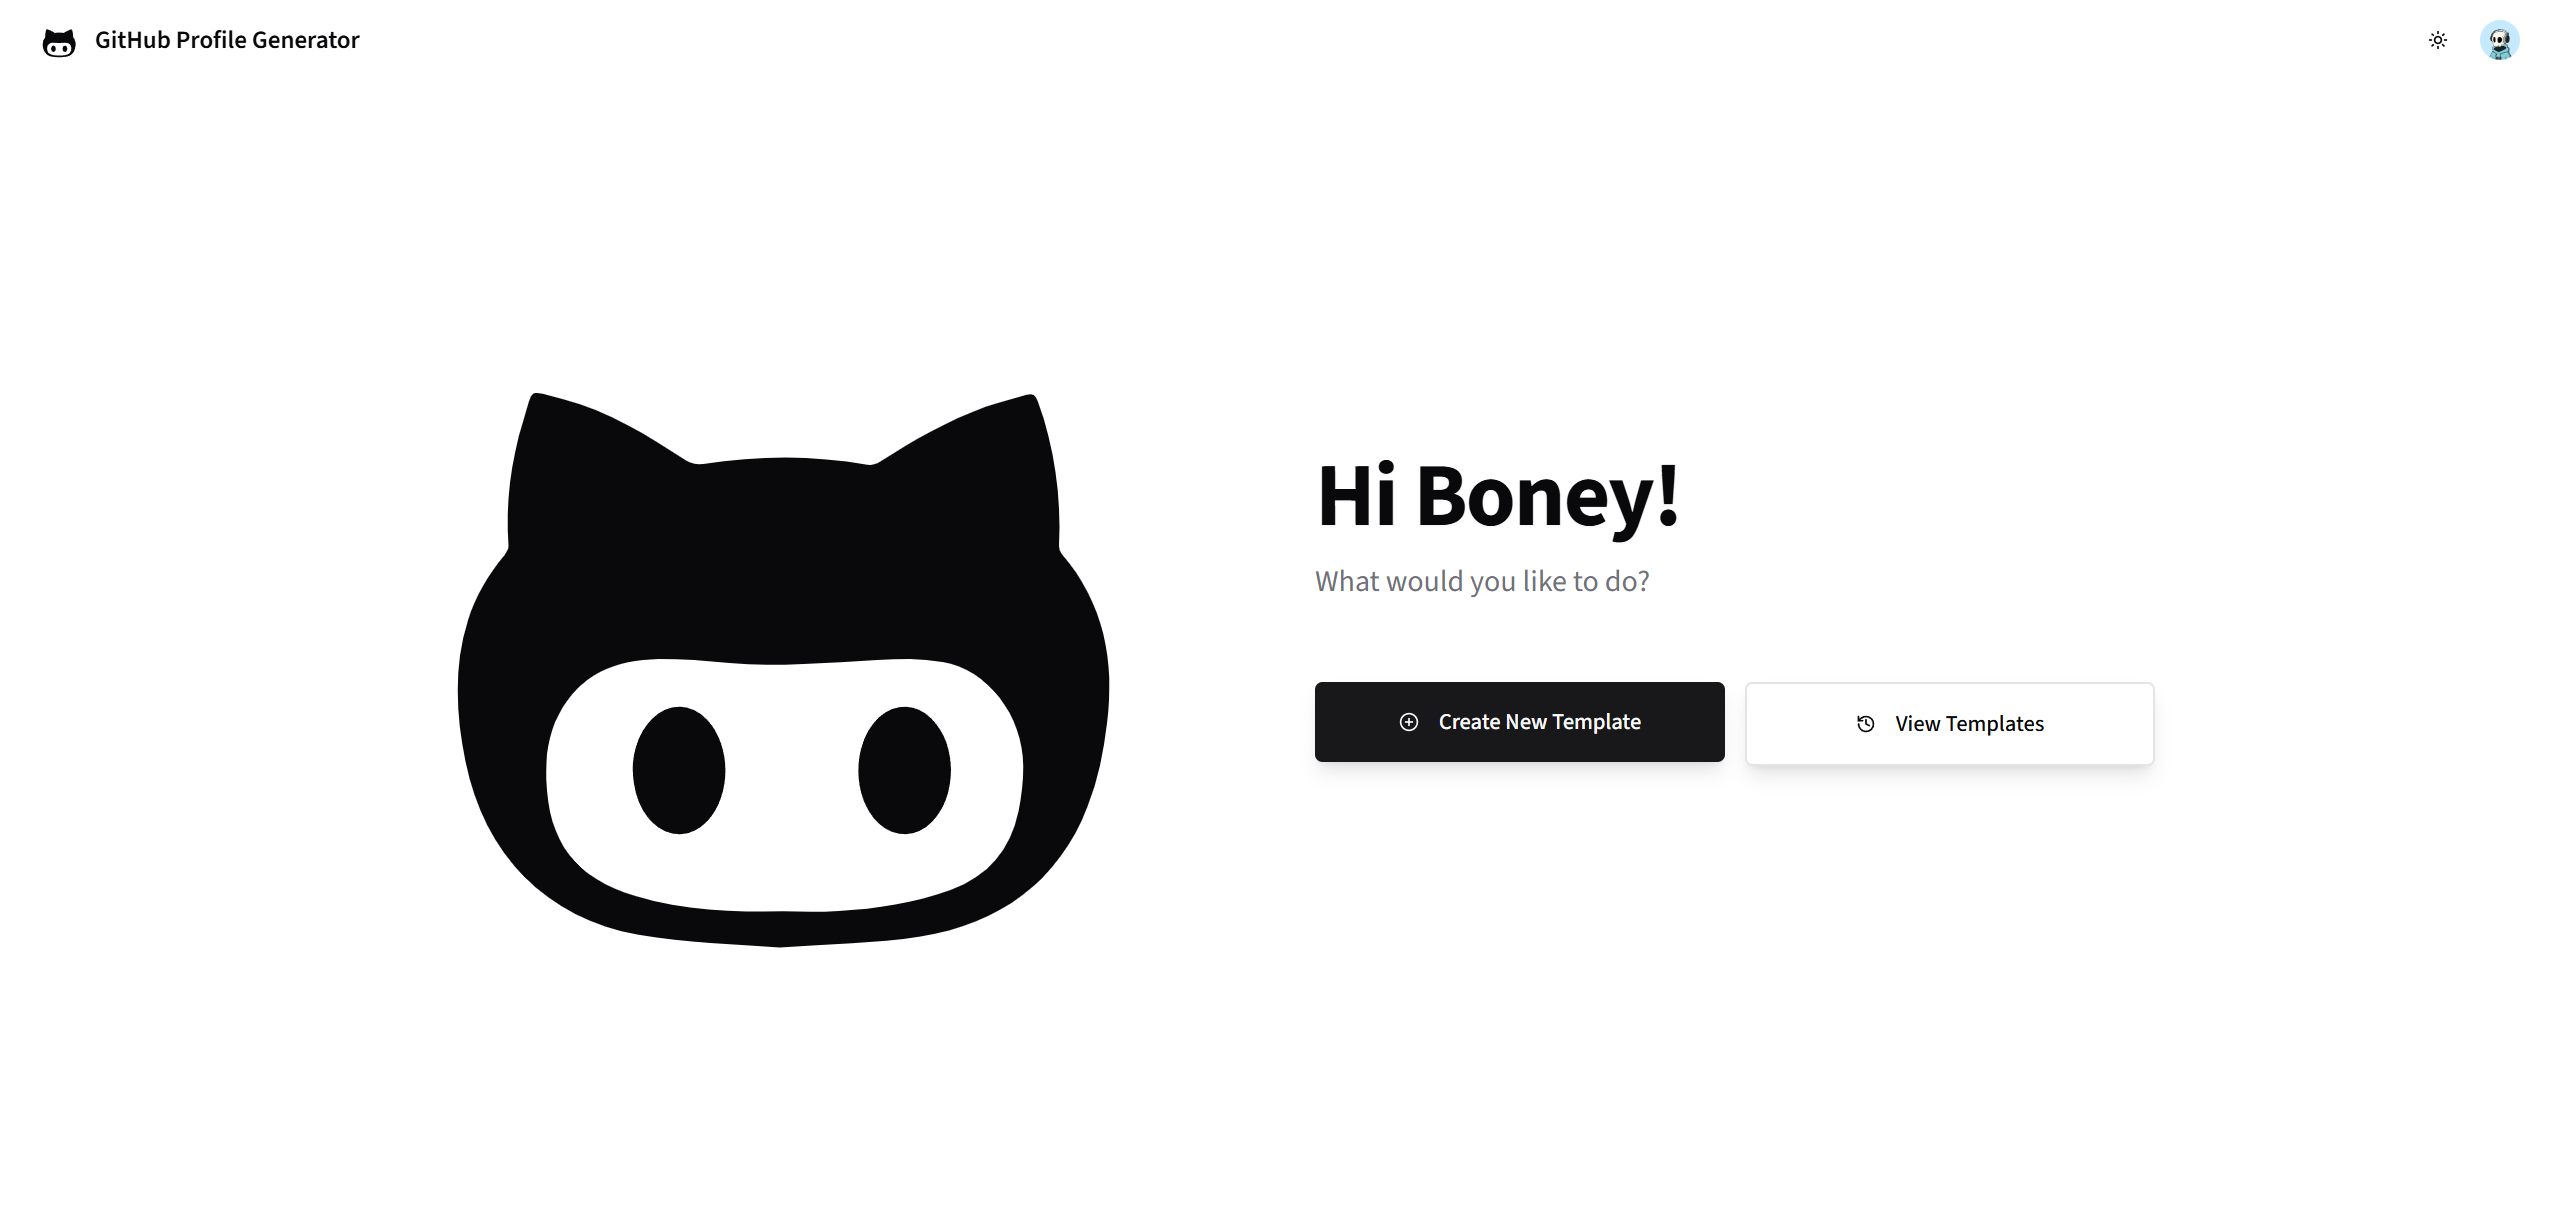 GitHub Profile Generator
Hi Boney!
What would you like to do?
Create New Template
View Templates